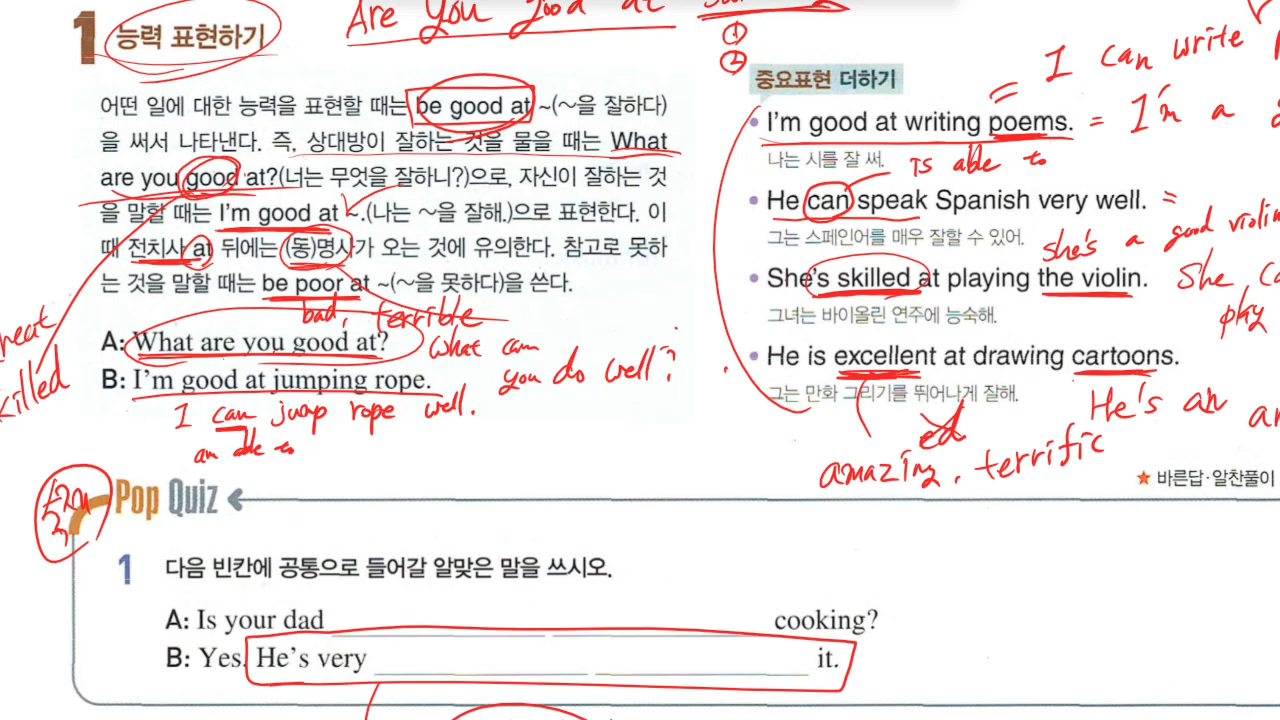 Are you good at
1 능력 표현하기
①
②
어떤 일에 대한 능력을 표현할 때는 be good at ~(~을 잘하다)
을 써서 나타낸다. 즉, 상대방이 잘하는 것을 물을 때는 What
are you good at?(너는 무엇을 잘하니?)으로, 자신이 잘하는 것
을 말할 때는 I'm good at ~.(나는 ~을 잘해.)으로 표현한다. 이
때 전치사 at 뒤에는 (동)명사가 오는 것에 유의한다. 참고로 못하
는 것을 말할 때는 be poor at ~(~을 못하다)을 쓴다.
bad, terrible
A: What are you good at?
What can
you do well?
B: I'm good at jumping rope.
I can jump rope well.
killed
중요표현 더하기
= I can write
• I'm good at writing poems.
= I'm a
나는 시를 잘 써.
is able to
• He can speak Spanish very well.
=
그는 스페인어를 매우 잘할 수 있어.
she's a good violin
• She's skilled at playing the violin.
She
play
그녀는 바이올린 연주에 능숙해.
• He is excellent at drawing cartoons.
그는 만화 그리기를 뛰어나게 잘해.
He's an
ed
amazing, terrific
★ 바른답·알찬풀이
Pop Quiz
1 다음 빈칸에 공통으로 들어갈 알맞은 말을 쓰시오.
A: Is your dad ____________ ____________ cooking?
B: Yes. He's very ____________ ____________ it.